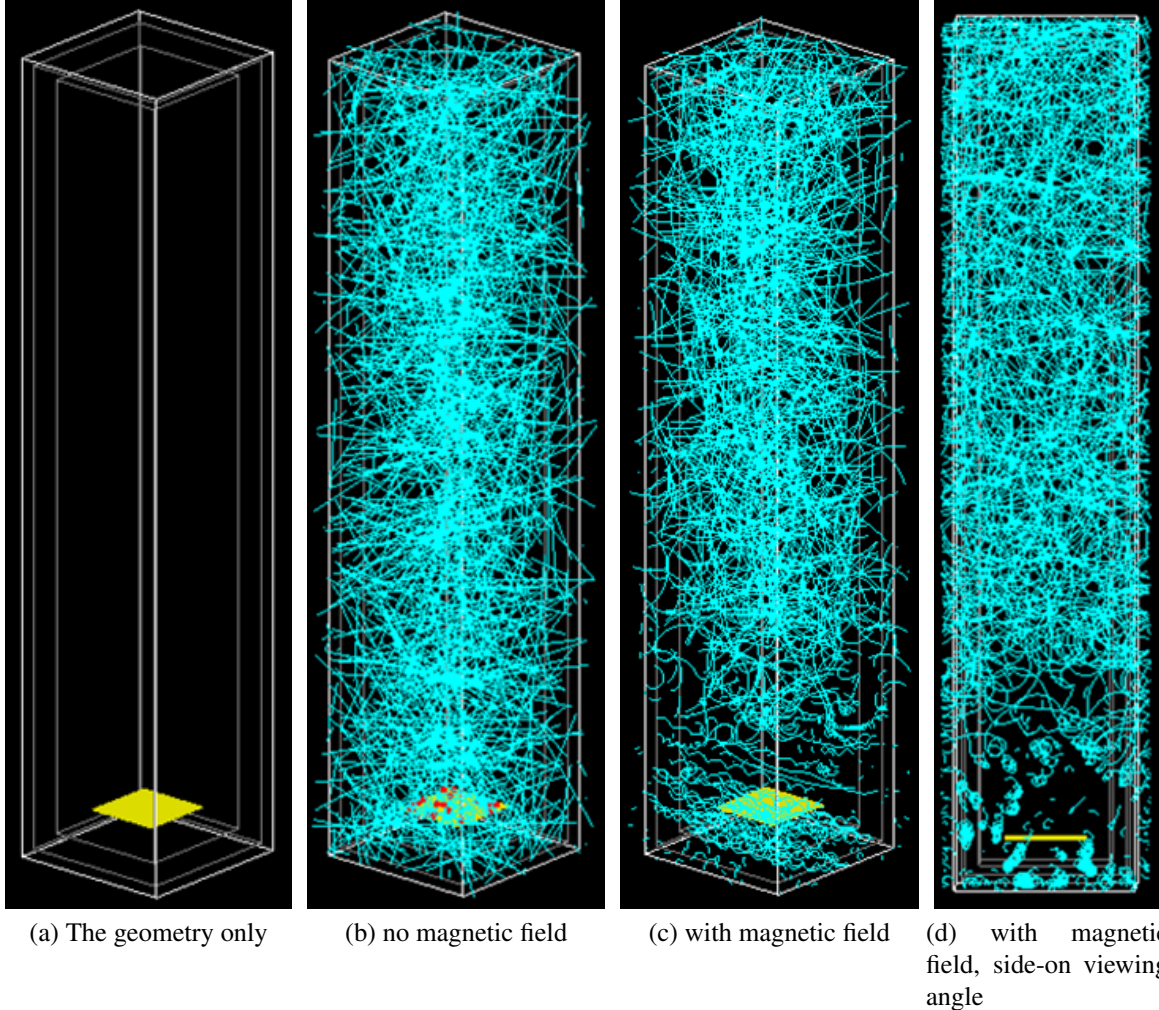 (a) The geometry only
(b) no magnetic field
(c) with magnetic field
(d) with magnetic
field, side-on viewing
angle